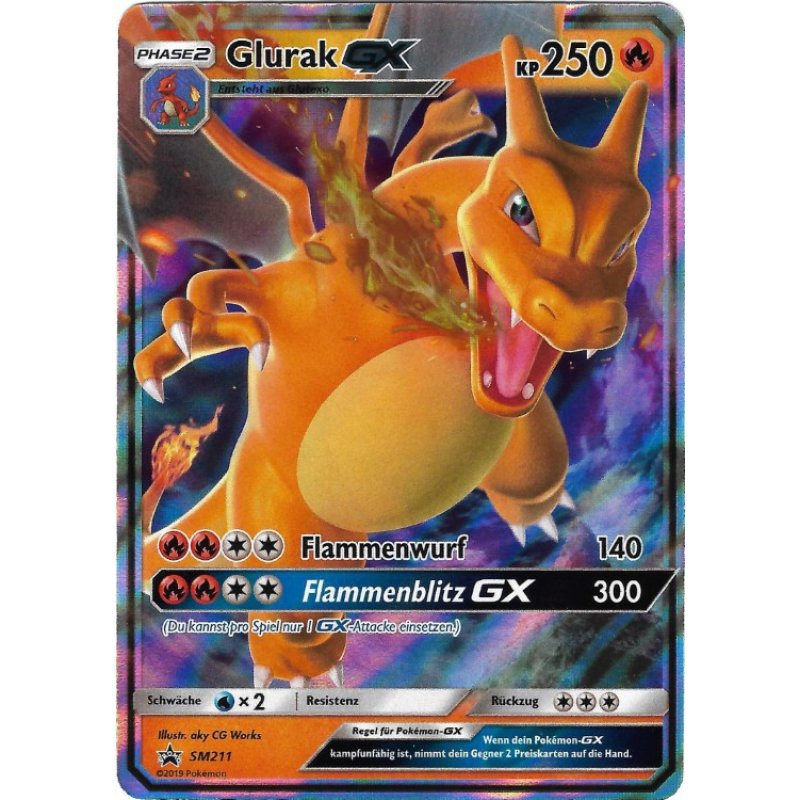 PHASE2 Glurak GX KP250
Entsteht aus Glutexo
Flammenwurf 140
Flammenblitz GX 300
(Du kannst pro Spiel nur 1 GX-Attacke einsetzen.)
Schwäche ×2 Resistenz Rückzug
Illustr. aky CG Works
Regel für Pokémon-GX Wenn dein Pokémon-GX
kampfunfähig ist, nimmt dein Gegner 2 Preiskarten auf die Hand.
SM211
©2019 Pokémon